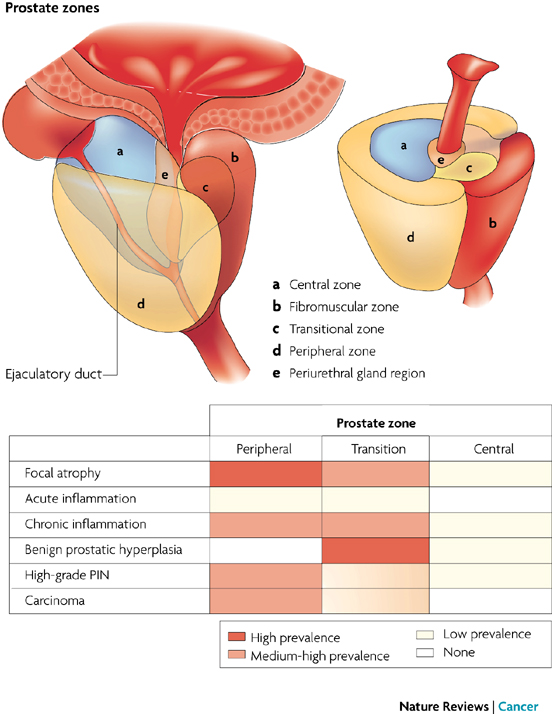 Prostate zones
a
e
b
c
d
Ejaculatory duct
a
e
c
d
b
a Central zone
b Fibromuscular zone
c Transitional zone
d Peripheral zone
e Periurethral gland region
Prostate zone
Peripheral Transition Central
Focal atrophy
Acute inflammation
Chronic inflammation
Benign prostatic hyperplasia
High-grade PIN
Carcinoma
High prevalence Low prevalence
Medium-high prevalence None
Nature Reviews | Cancer